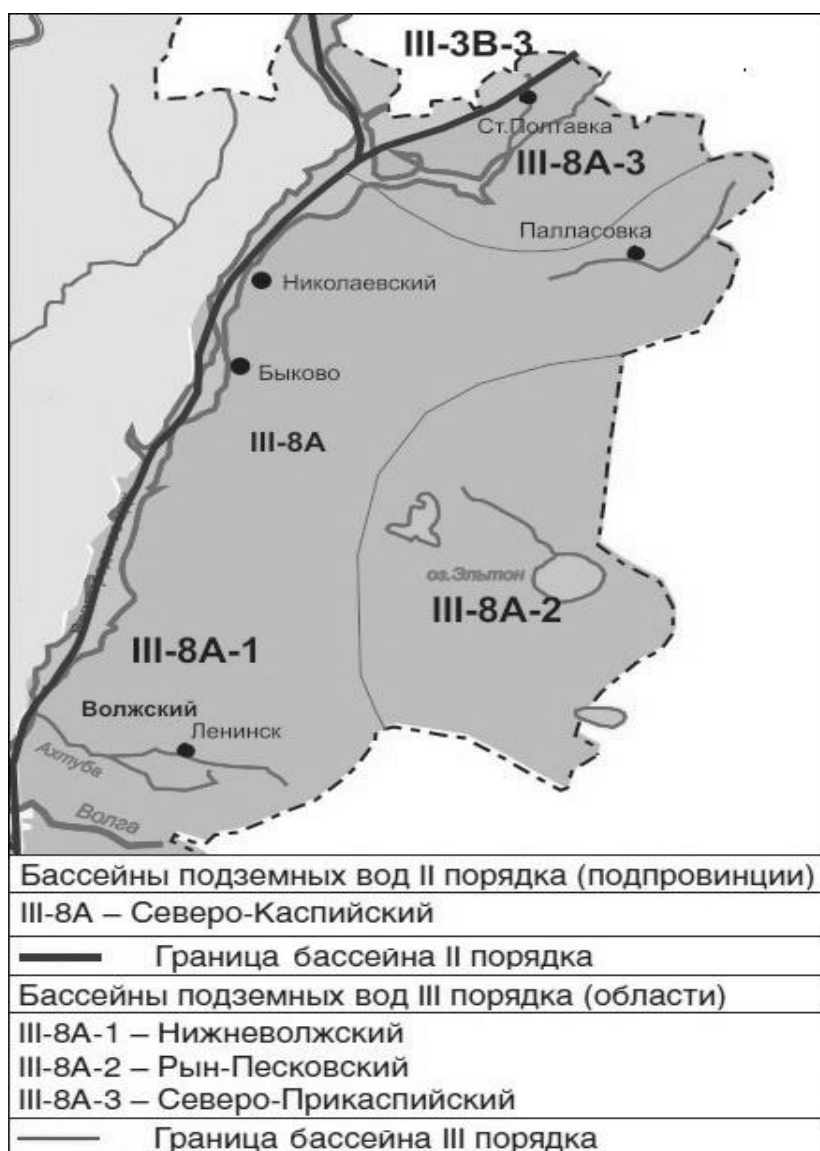 III-3В-3
Ст.Полтавка
III-8А-3
Палласовка
Николаевский
Быково
III-8А
оз.Эльтон
III-8А-2
III-8А-1
Волжский
Ленинск
Ахтуба
Волга
Бассейны подземных вод II порядка (подпровинции)
III-8А – Северо-Каспийский
Граница бассейна II порядка
Бассейны подземных вод III порядка (области)
III-8А-1 – Нижневолжский
III-8А-2 – Рын-Песковский
III-8А-3 – Северо-Прикаспийский
Граница бассейна III порядка